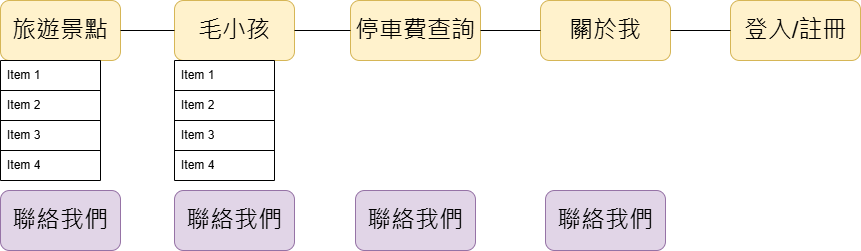 旅遊景點
毛小孩
停車費查詢
關於我
登入/註冊
Item 1
Item 2
Item 3
Item 4
Item 1
Item 2
Item 3
Item 4
聯絡我們
聯絡我們
聯絡我們
聯絡我們